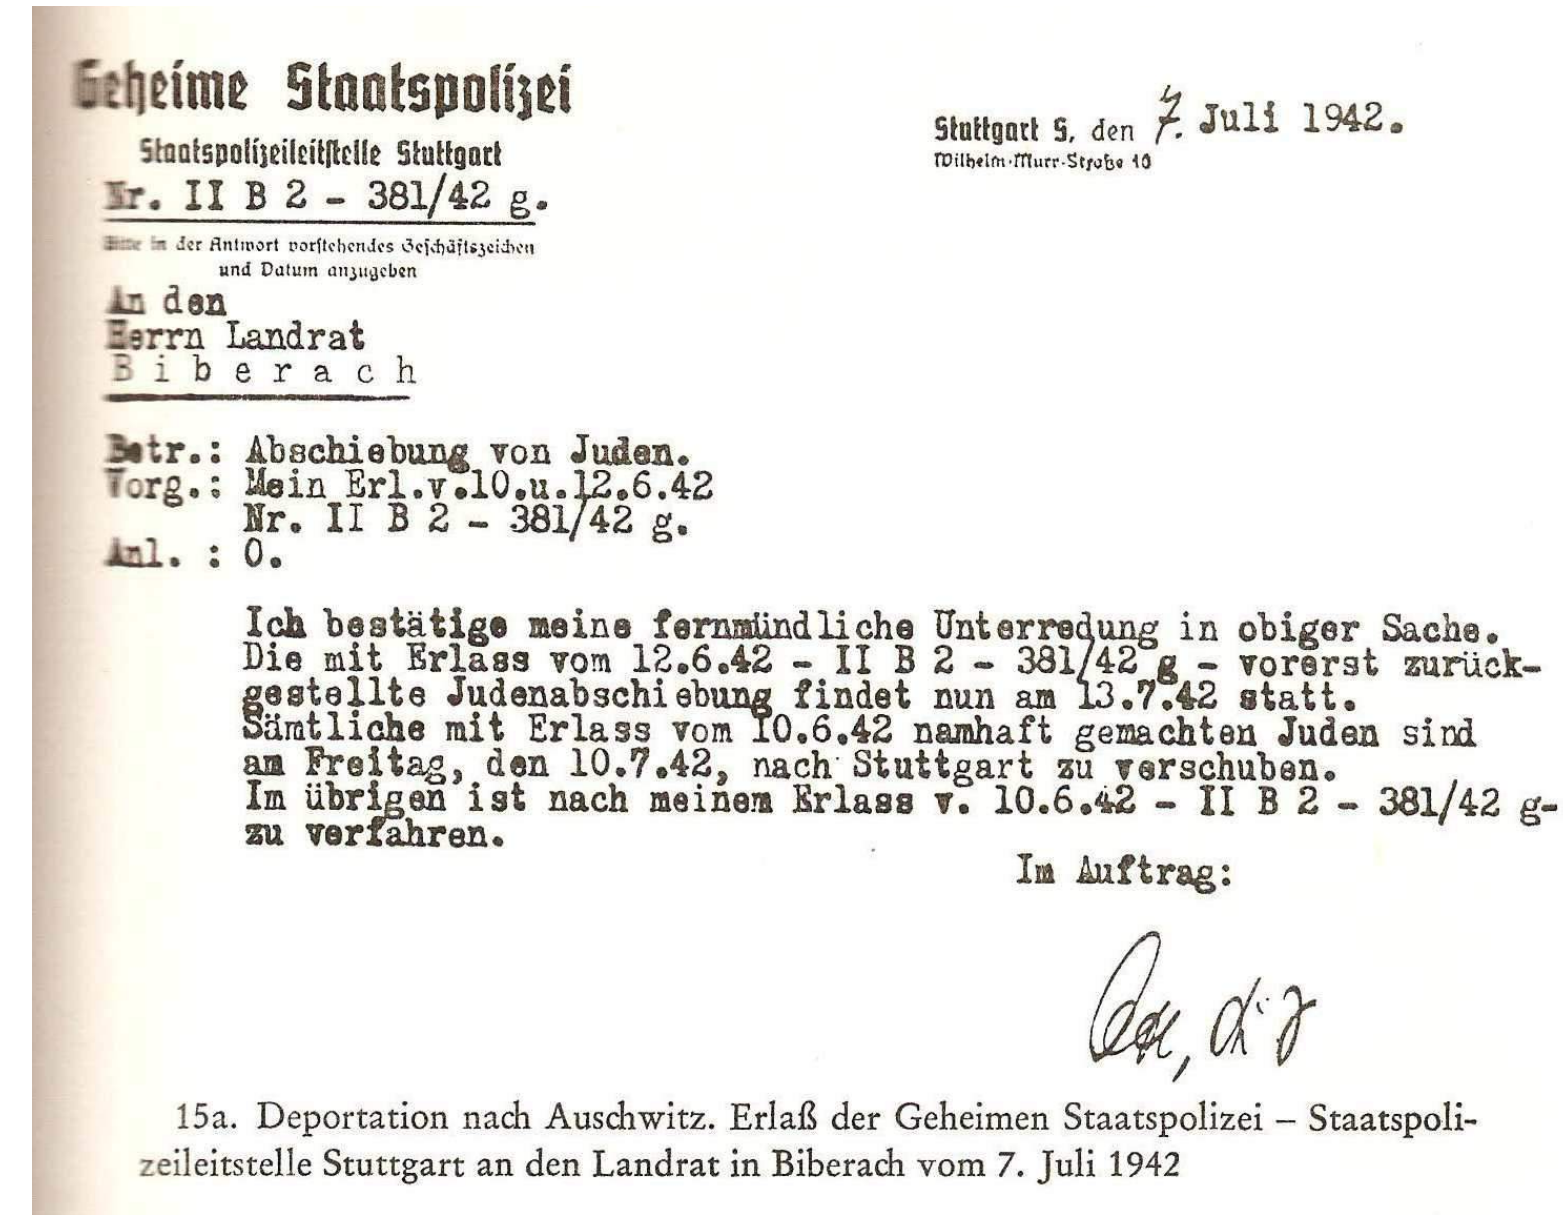 Geheime Staatspolizei
Staatspolizeileitstelle Stuttgart
Nr. II B 2 - 381/42 g.
Bitte in der Antwort vorstehendes Geschäftszeichen
und Datum anzugeben
Stuttgart S, den 7. Juli 1942.
Wilhelm-Murr-Straße 10
An den
Herrn Landrat
B i b e r a c h
Betr.: Abschiebung von Juden.
Vorg.: Mein Erl.v.10.u.12.6.42
Nr. II B 2 - 381/42 g.
Anl. : 0.
Ich bestätige meine fernmündliche Unterredung in obiger Sache.
Die mit Erlass vom 12.6.42 - II B 2 - 381/42 g - vorerst zurück-
gestellte Judenabschiebung findet nun am 13.7.42 statt.
Sämtliche mit Erlass vom 10.6.42 namhaft gemachten Juden sind
am Freitag, den 10.7.42, nach Stuttgart zu verschuben.
Im übrigen ist nach meinem Erlass v. 10.6.42 - II B 2 - 381/42 g-
zu verfahren.
Im Auftrag:
15a. Deportation nach Auschwitz. Erlaß der Geheimen Staatspolizei – Staatspoli-
zeileitstelle Stuttgart an den Landrat in Biberach vom 7. Juli 1942